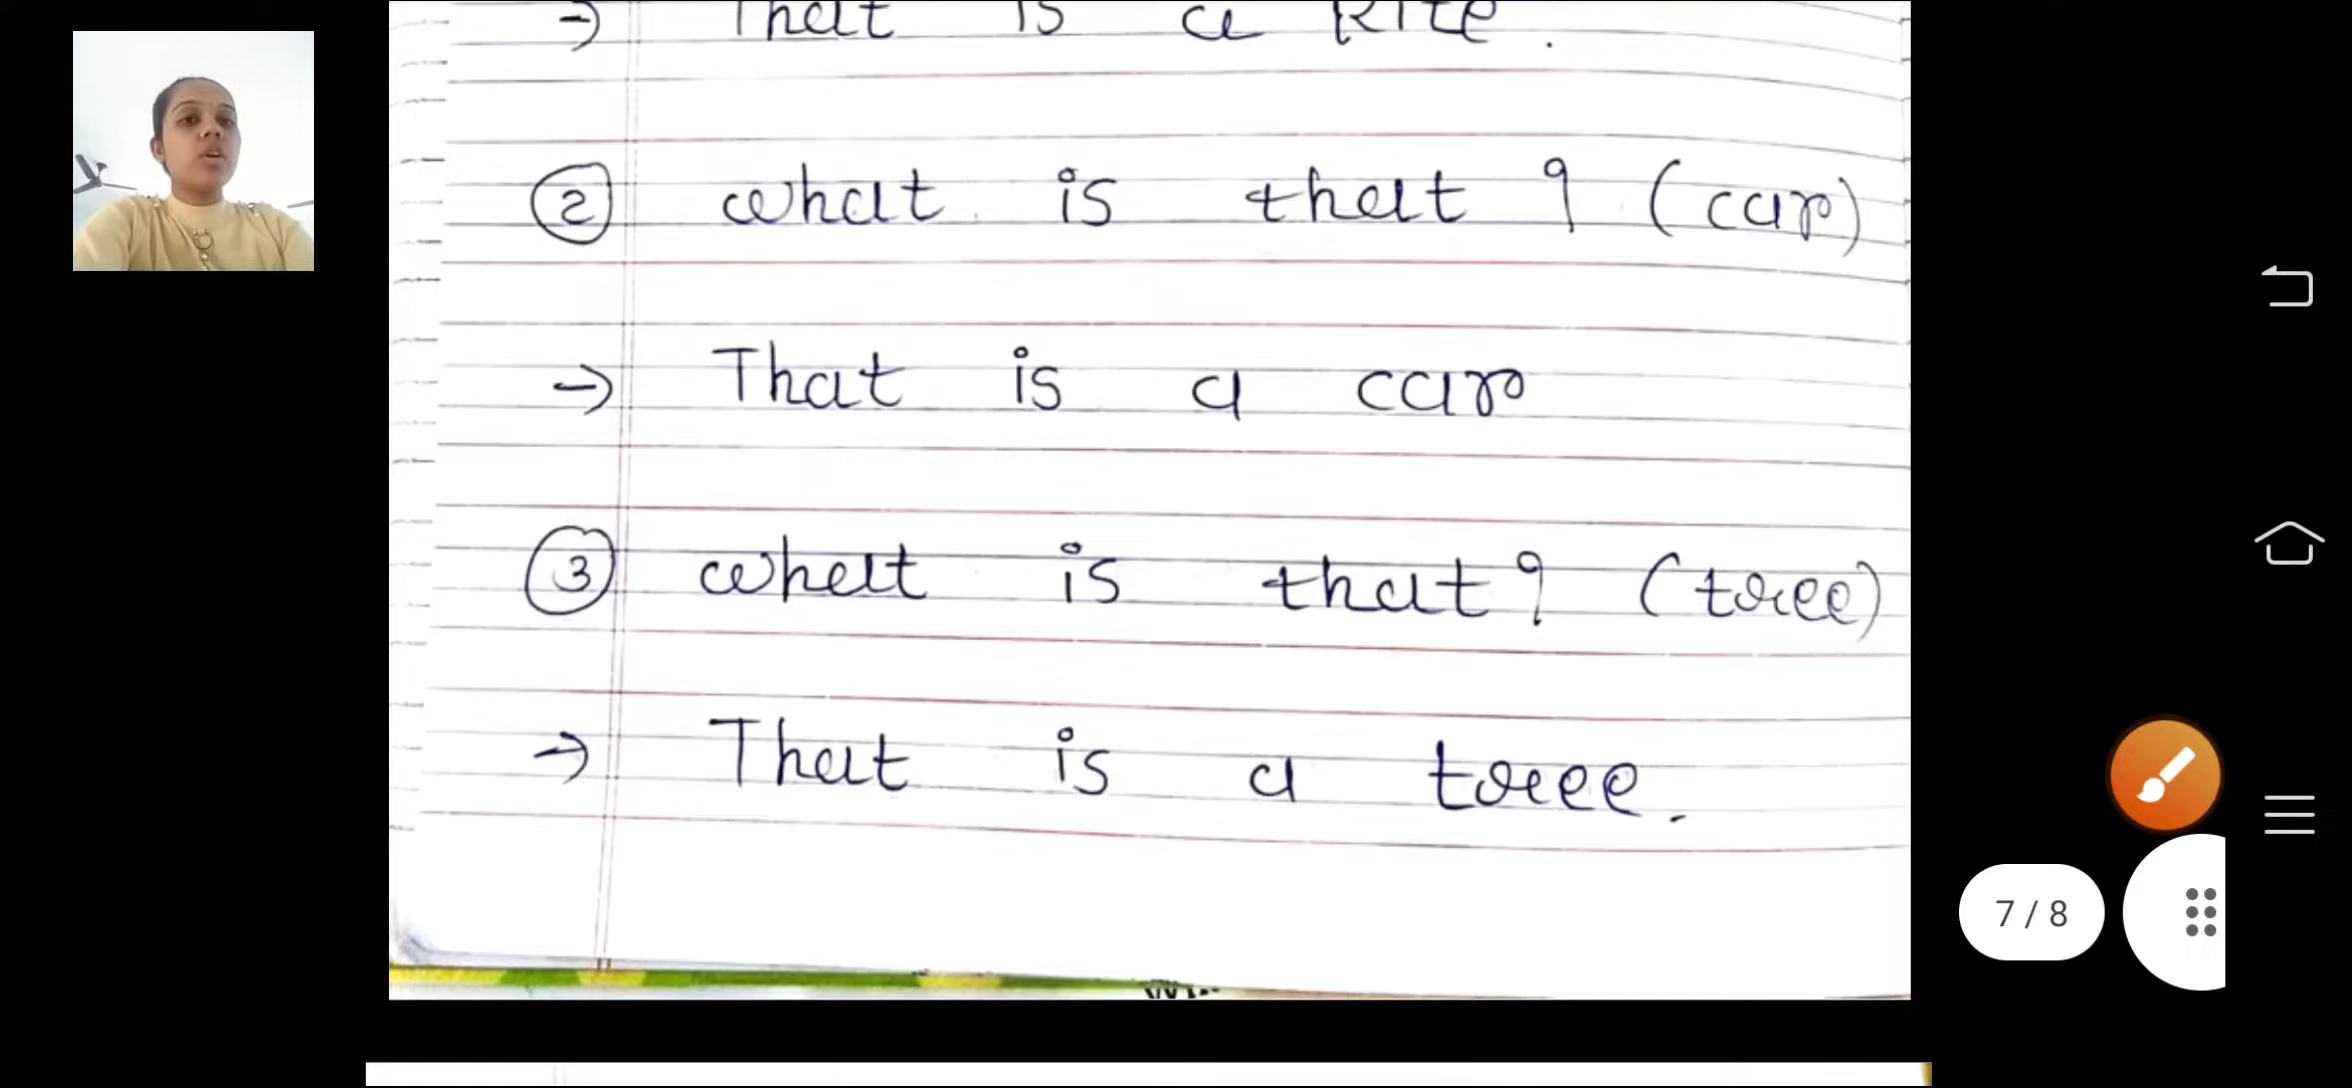 → That is a kite.
② what is that ? (car)
→ That is a car
③ what is that? (tree)
→ That is a tree.
7 / 8